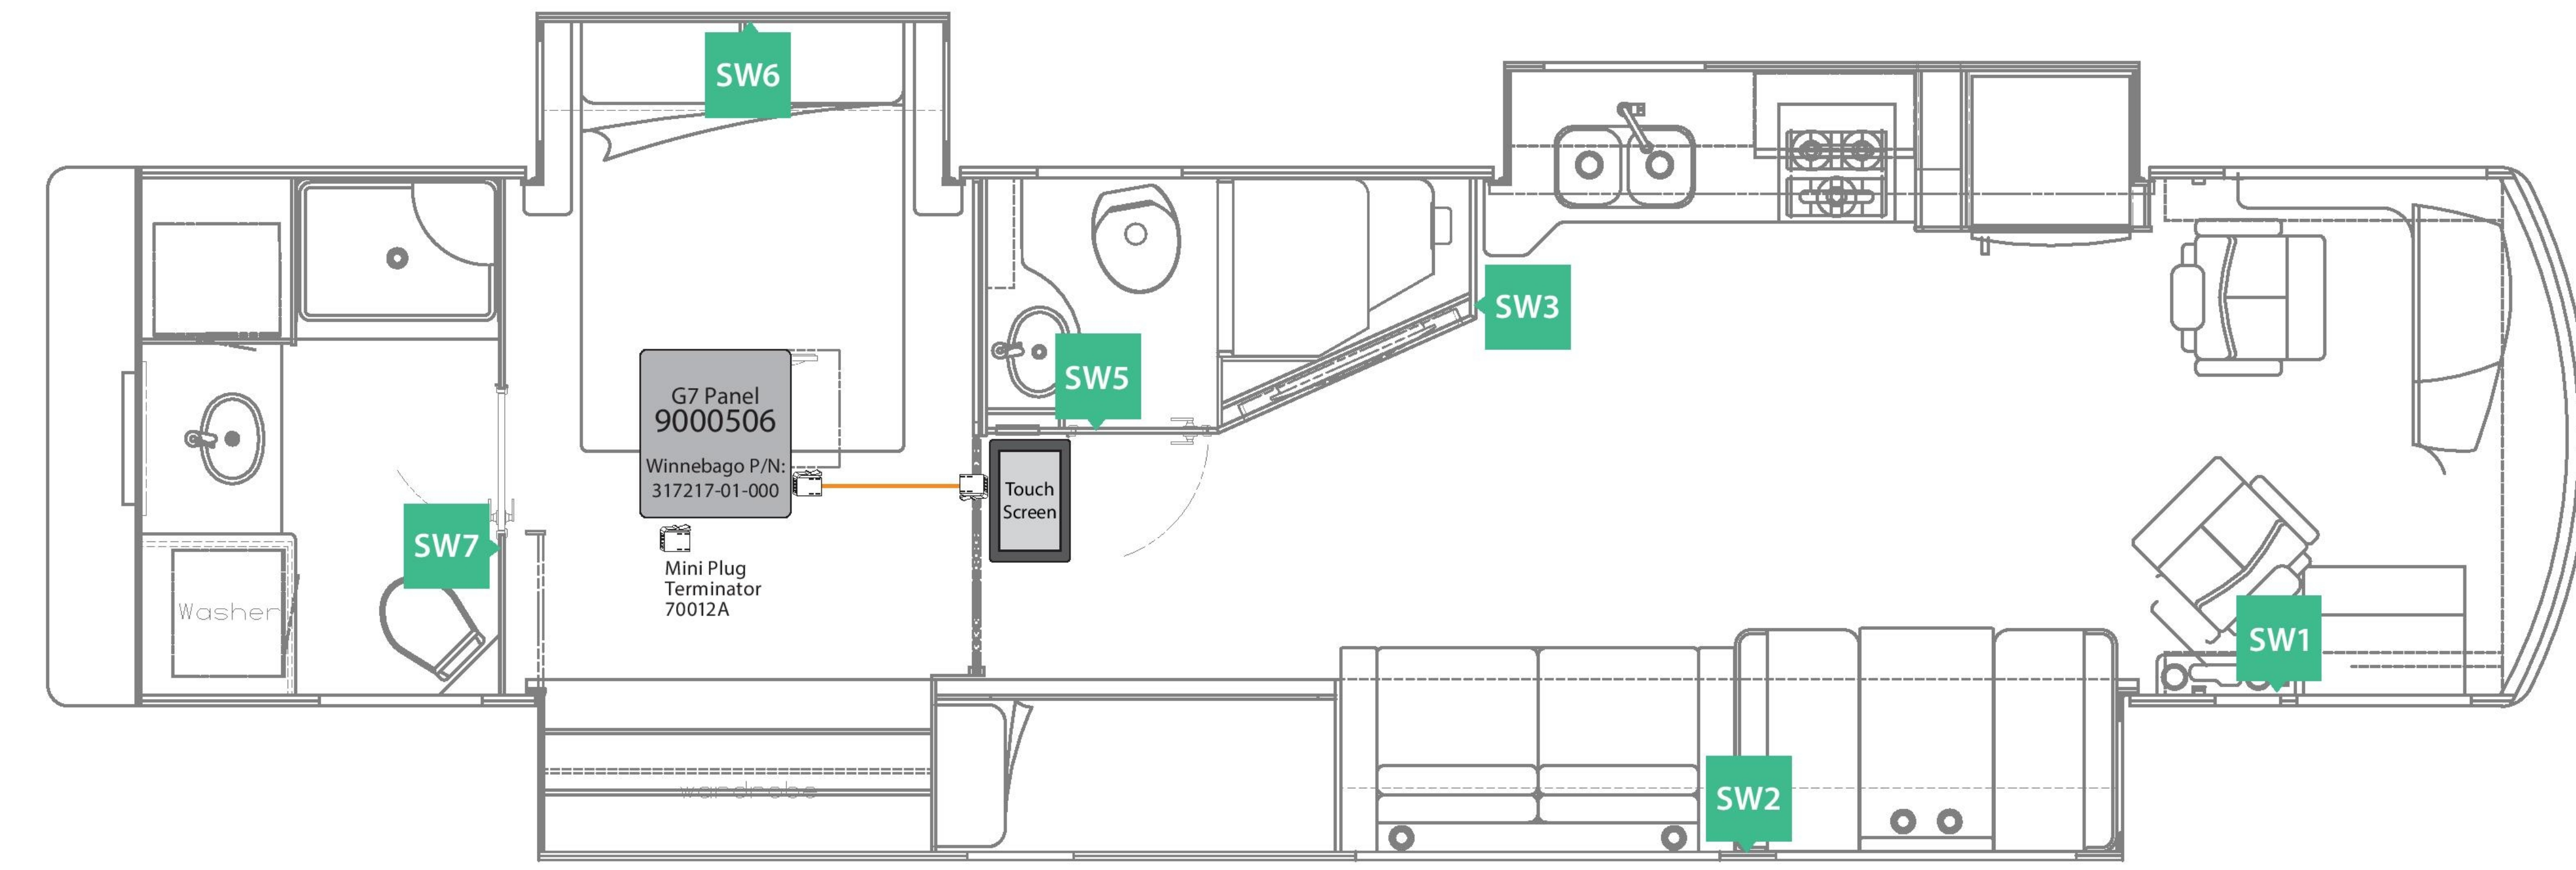 SW6
SW3
SW5
G7 Panel
9000506
Winnebago P/N:
317217-01-000
Touch
Screen
SW7
Mini Plug
Terminator
70012A
Washer
SW1
wardrobe
SW2